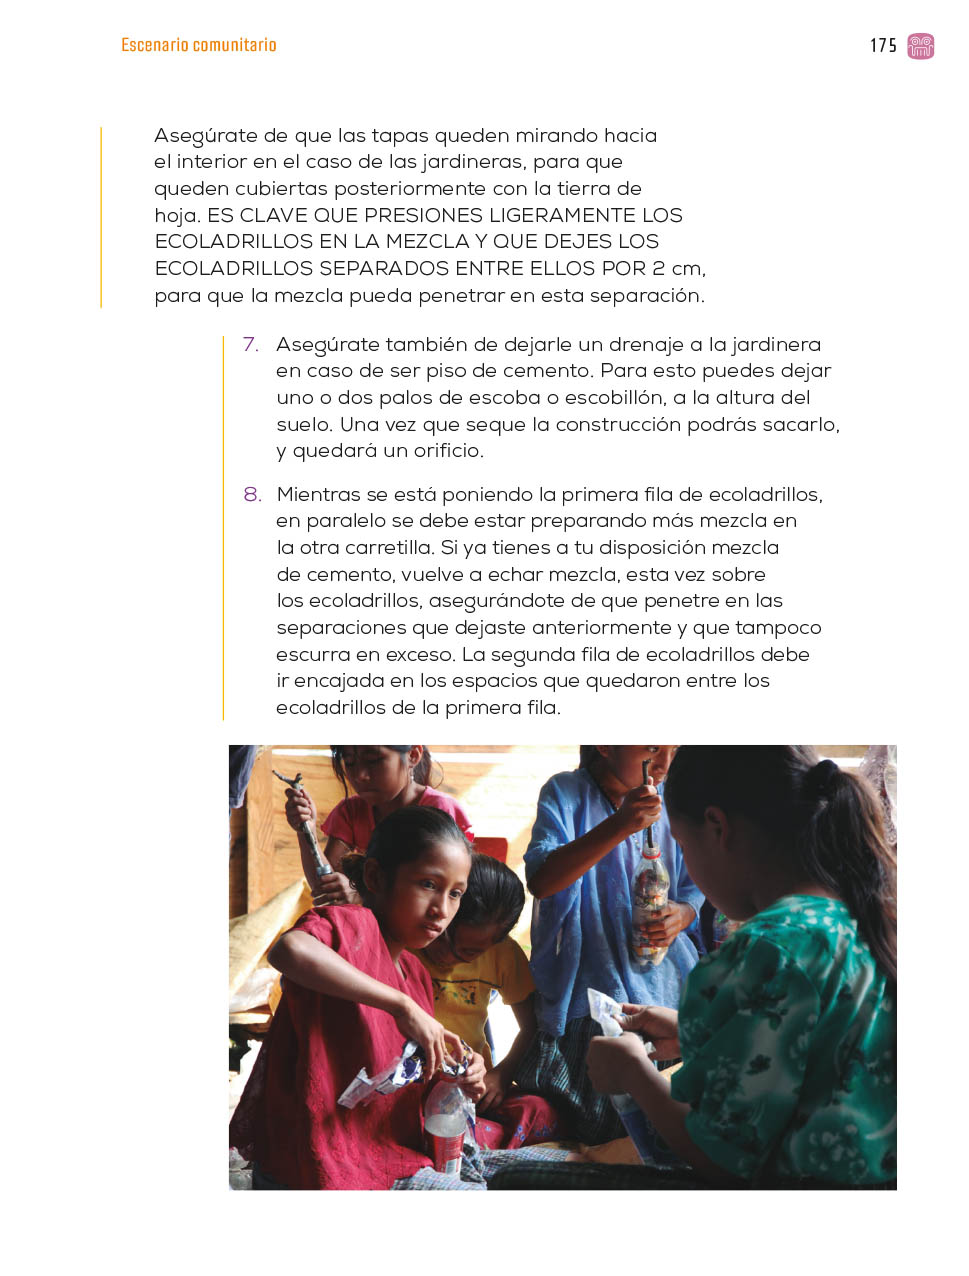 Escenario comunitario
175
Asegúrate de que las tapas queden mirando hacia
el interior en el caso de las jardineras, para que
queden cubiertas posteriormente con la tierra de
hoja. ES CLAVE QUE PRESIONES LIGERAMENTE LOS
ECOLADRILLOS EN LA MEZCLA Y QUE DEJES LOS
ECOLADRILLOS SEPARADOS ENTRE ELLOS POR 2 cm,
para que la mezcla pueda penetrar en esta separación.
7. Asegúrate también de dejarle un drenaje a la jardinera
en caso de ser piso de cemento. Para esto puedes dejar
uno o dos palos de escoba o escobillón, a la altura del
suelo. Una vez que seque la construcción podrás sacarlo,
y quedará un orificio.
8. Mientras se está poniendo la primera fila de ecoladrillos,
en paralelo se debe estar preparando más mezcla en
la otra carretilla. Si ya tienes a tu disposición mezcla
de cemento, vuelve a echar mezcla, esta vez sobre
los ecoladrillos, asegurándote de que penetre en las
separaciones que dejaste anteriormente y que tampoco
escurra en exceso. La segunda fila de ecoladrillos debe
ir encajada en los espacios que quedaron entre los
ecoladrillos de la primera fila.